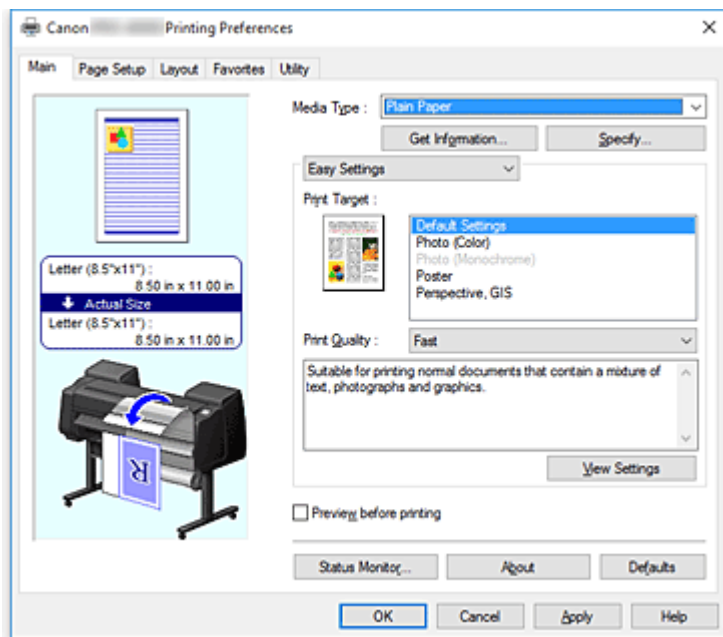 Canon Printing Preferences
Main Page Setup Layout Favorites Utility
Media Type : Plain Paper
Get Information... Specify...
Easy Settings
Print Target :
Default Settings
Photo (Color)
Photo (Monochrome)
Poster
Perspective, GIS
Letter (8.5"x11") :
8.50 in x 11.00 in
Actual Size
Letter (8.5"x11") :
8.50 in x 11.00 in
R
Print Quality : Fast
Suitable for printing normal documents that contain a mixture of
text, photographs and graphics.
View Settings
Preview before printing
Status Monitor... About Defaults
OK Cancel Apply Help